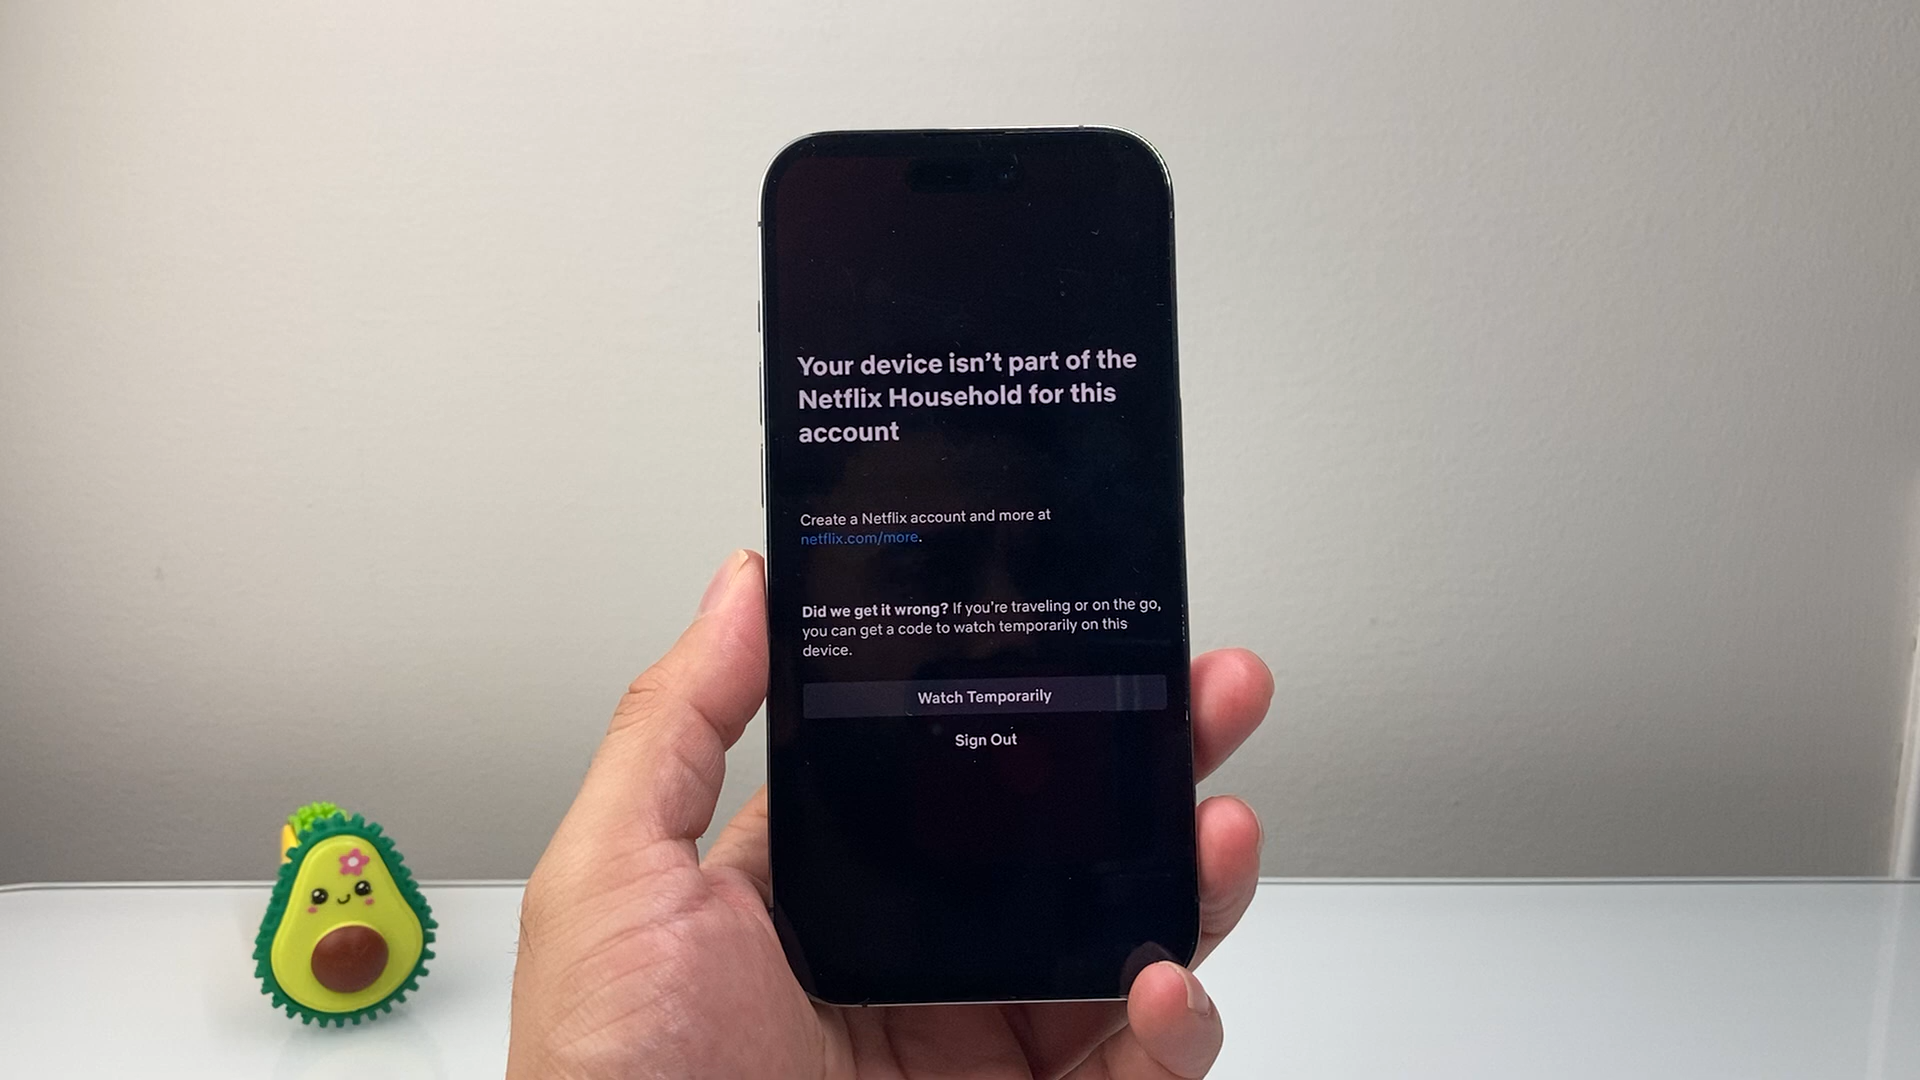 Your device isn’t part of the
Netflix Household for this
account
Create a Netflix account and more at
netflix.com/more.
Did we get it wrong? If you’re traveling or on the go,
you can get a code to watch temporarily on this
device.
Watch Temporarily
Sign Out